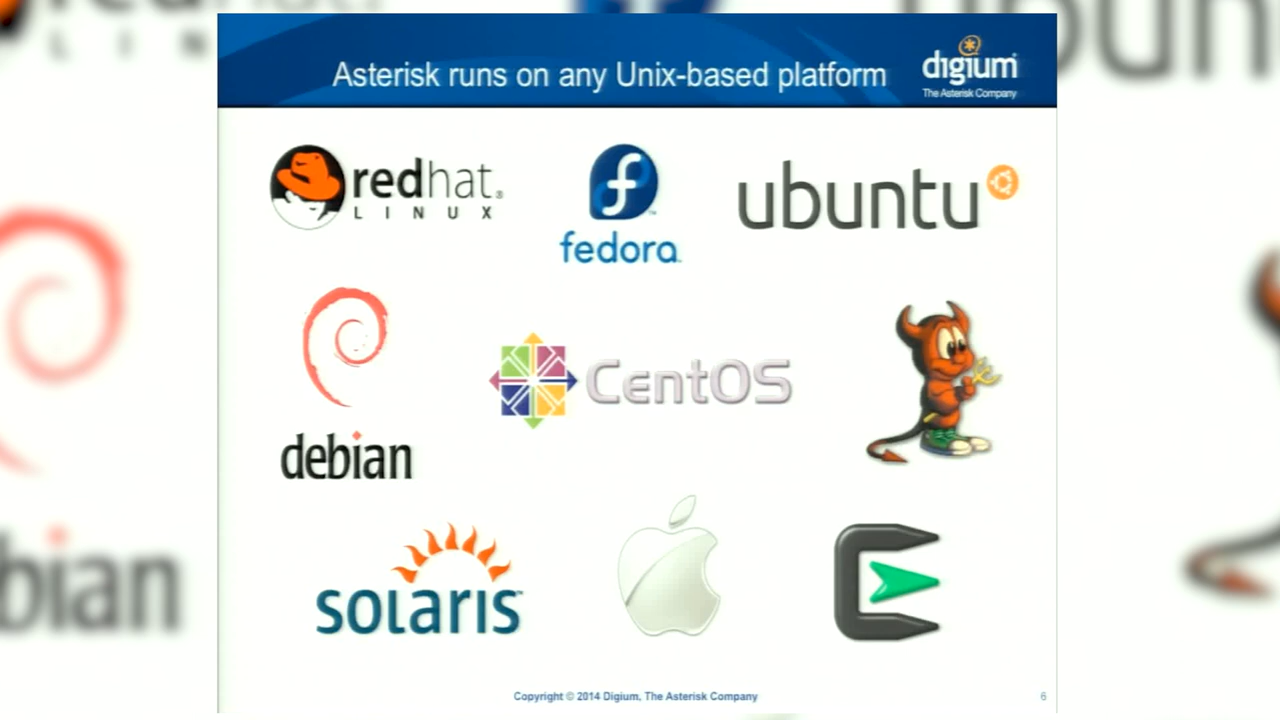 Asterisk runs on any Unix-based platform
digium
The Asterisk Company
redhat.
LINUX
fedora
ubuntu
debian
CentOS
solaris
Copyright © 2014 Digium, The Asterisk Company
6